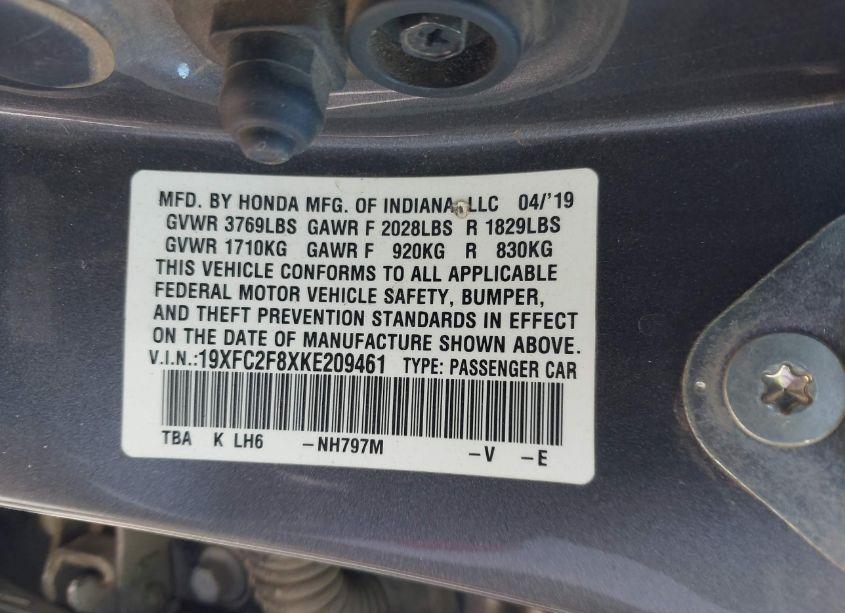 MFD. BY HONDA MFG. OF INDIANA, LLC 04/'19
GVWR 3769LBS GAWR F 2028LBS R 1829LBS
GVWR 1710KG GAWR F 920KG R 830KG
THIS VEHICLE CONFORMS TO ALL APPLICABLE
FEDERAL MOTOR VEHICLE SAFETY, BUMPER,
AND THEFT PREVENTION STANDARDS IN EFFECT
ON THE DATE OF MANUFACTURE SHOWN ABOVE.
V.I.N.:19XFC2F8XKE209461 TYPE: PASSENGER CAR
TBA K LH6 -NH797M -V -E